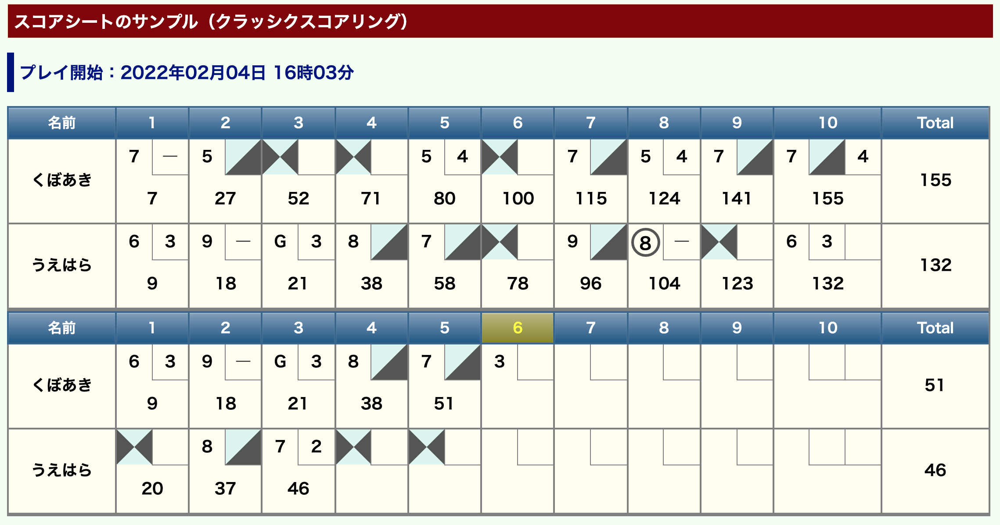 スコアシートのサンプル（クラッシクスコアリング）
プレイ開始：2022年02月04日 16時03分
名前 1 2 3 4 5 6 7 8 9 10 Total
7 — 5 5 4 7 5 4 7 7 4
くぼあき 155
7 27 52 71 80 100 115 124 141 155
6 3 9 — G 3 8 7 9 8 — 6 3
うえはら 132
9 18 21 38 58 78 96 104 123 132
名前 1 2 3 4 5 6 7 8 9 10 Total
6 3 9 — G 3 8 7 3
くぼあき 51
9 18 21 38 51
8 7 2
うえはら 46
20 37 46